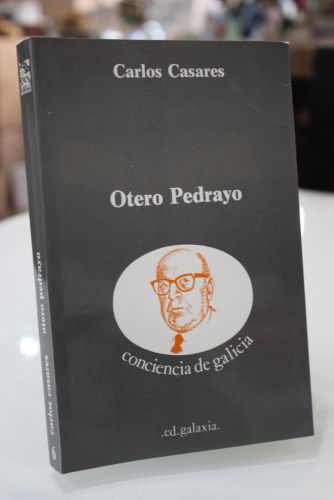 Carlos Casares
Otero Pedrayo
conciencia de galicia
.ed.galaxia.
carlos casares otero pedrayo